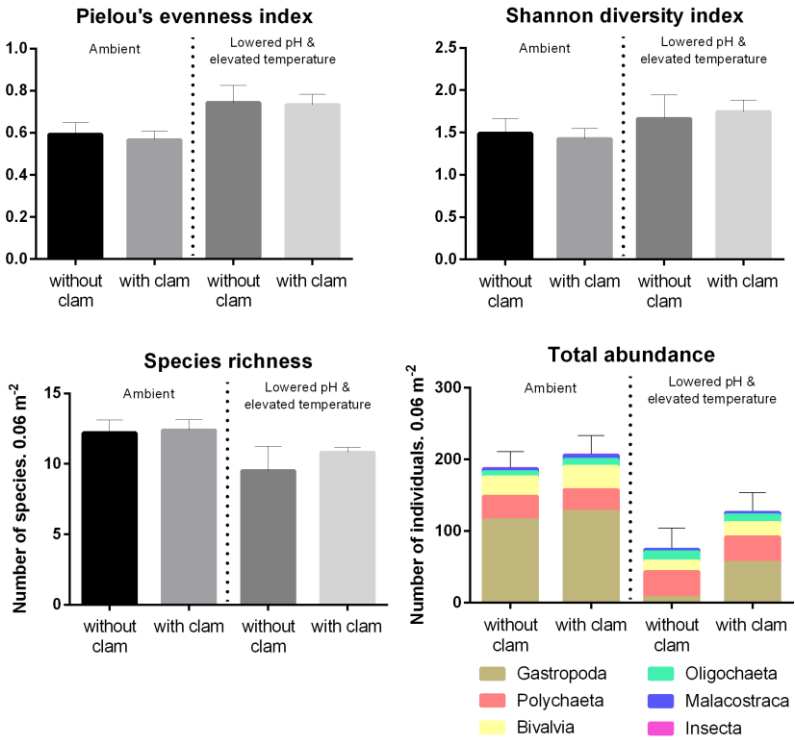 Pielou's evenness index
Ambient
Lowered pH &
elevated temperature
1.0
0.8
0.6
0.4
0.2
0.0
without
clam
with clam
without
clam
with clam
Shannon diversity index
Ambient
Lowered pH &
elevated temperature
2.5
2.0
1.5
1.0
0.5
0.0
without
clam
with clam
without
clam
with clam
Species richness
Number of species. 0.06 m-2
Ambient
Lowered pH &
elevated temperature
15
10
5
0
without
clam
with clam
without
clam
with clam
Total abundance
Number of individuals. 0.06 m-2
Ambient
Lowered pH &
elevated temperature
300
200
100
0
without
clam
with clam
without
clam
with clam
Gastropoda
Polychaeta
Bivalvia
Oligochaeta
Malacostraca
Insecta